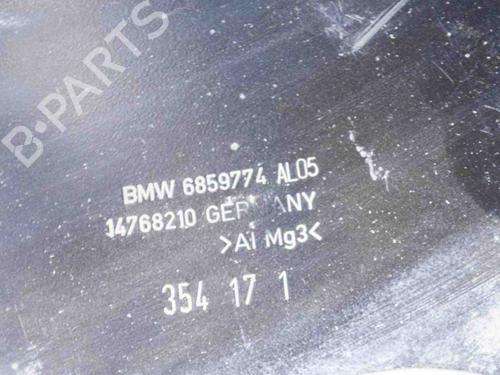 B-PARTS
BMW 6859774 AL05
14768210 GERMANY
>Al Mg3<
354 17 1